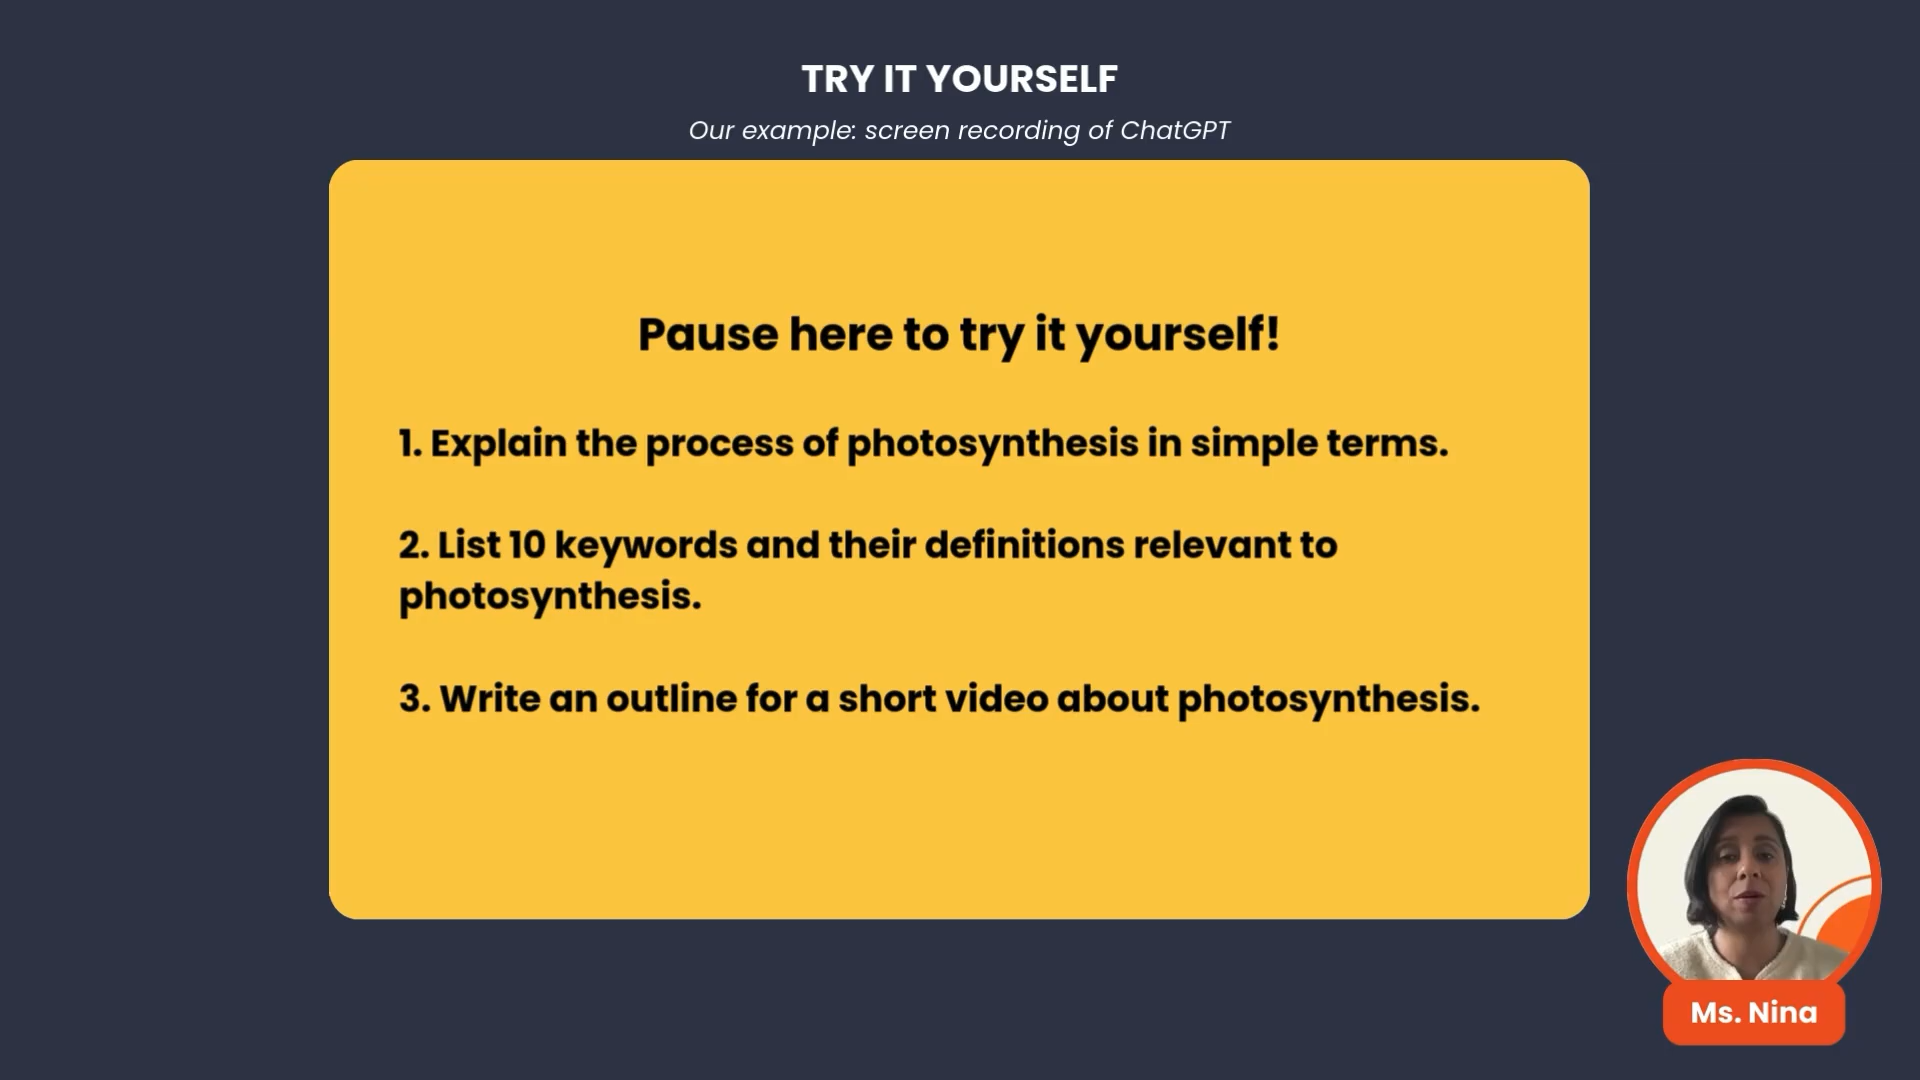 TRY IT YOURSELF
Our example: screen recording of ChatGPT
Pause here to try it yourself!
1. Explain the process of photosynthesis in simple terms.
2. List 10 keywords and their definitions relevant to
photosynthesis.
3. Write an outline for a short video about photosynthesis.
Ms. Nina